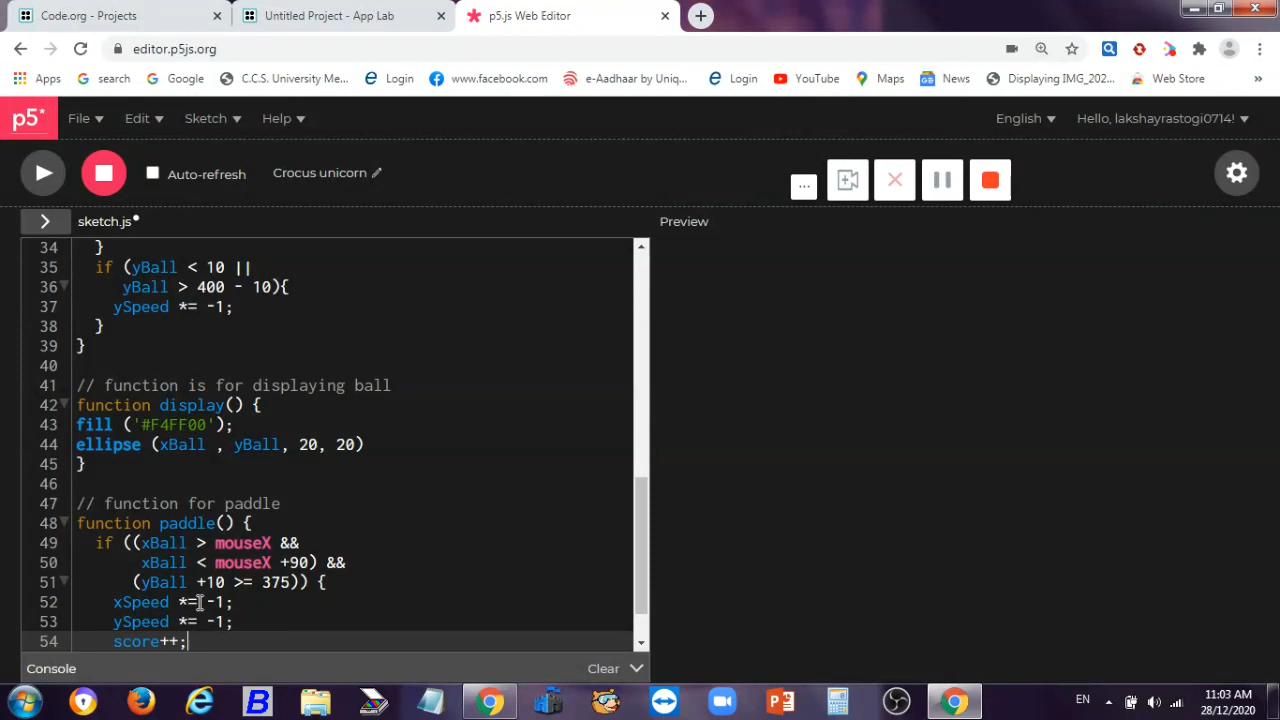 Code.org - Projects
Untitled Project - App Lab
p5.js Web Editor
editor.p5js.org
Apps
search
Google
C.C.S. University Me...
Login
www.facebook.com
e-Aadhaar by Uniq...
Login
YouTube
Maps
News
Displaying IMG_202...
Web Store
»
p5*
File
Edit
Sketch
Help
English
Hello, lakshayrastogi0714!
Auto-refresh
Crocus unicorn
...
sketch.js
Preview
34 }
35 if (yBall < 10 ||
36 yBall > 400 - 10){
37 ySpeed *= -1;
38 }
39 }
40
41 // function is for displaying ball
42 function display() {
43 fill ('#F4FF00');
44 ellipse (xBall , yBall, 20, 20)
45 }
46
47 // function for paddle
48 function paddle() {
49 if ((xBall > mouseX &&
50 xBall < mouseX +90) &&
51 (yBall +10 >= 375)) {
52 xSpeed *= -1;
53 ySpeed *= -1;
54 score++;
Console
Clear
B
EN
11:03 AM
28/12/2020